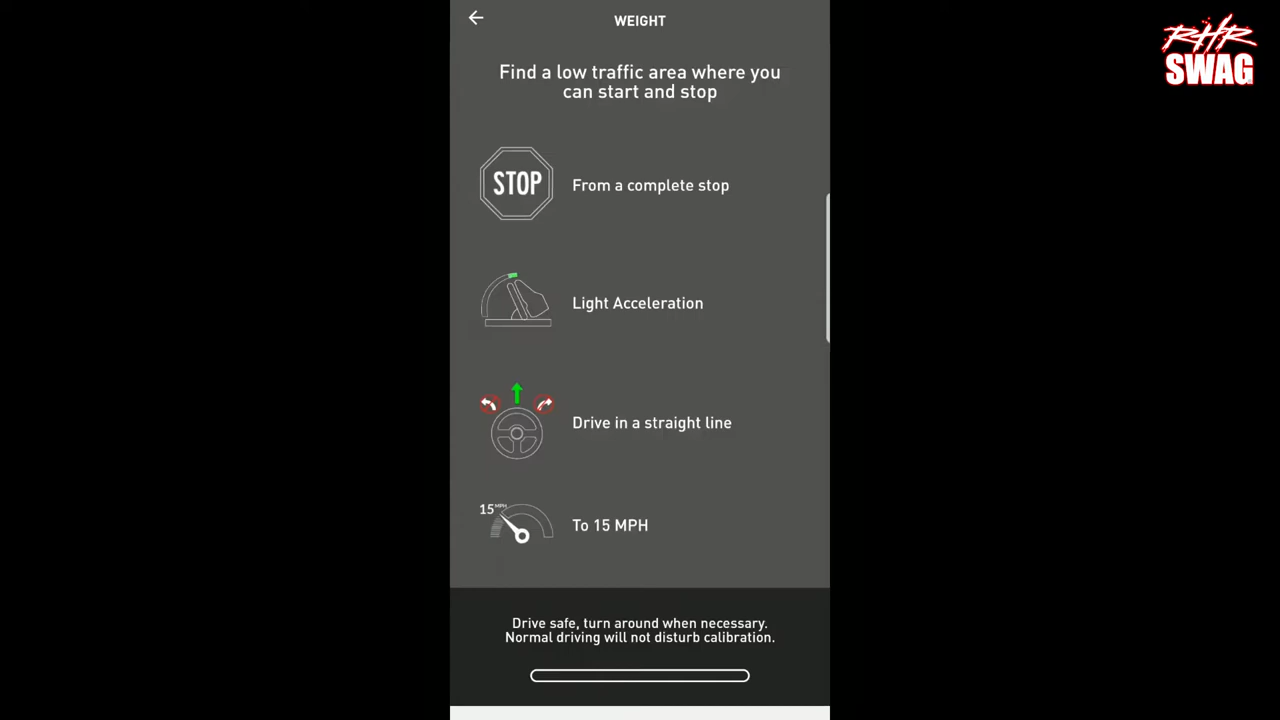 WEIGHT
RHR
SWAG
Find a low traffic area where you
can start and stop
STOP
From a complete stop
Light Acceleration
Drive in a straight line
15 MPH
To 15 MPH
Drive safe, turn around when necessary.
Normal driving will not disturb calibration.